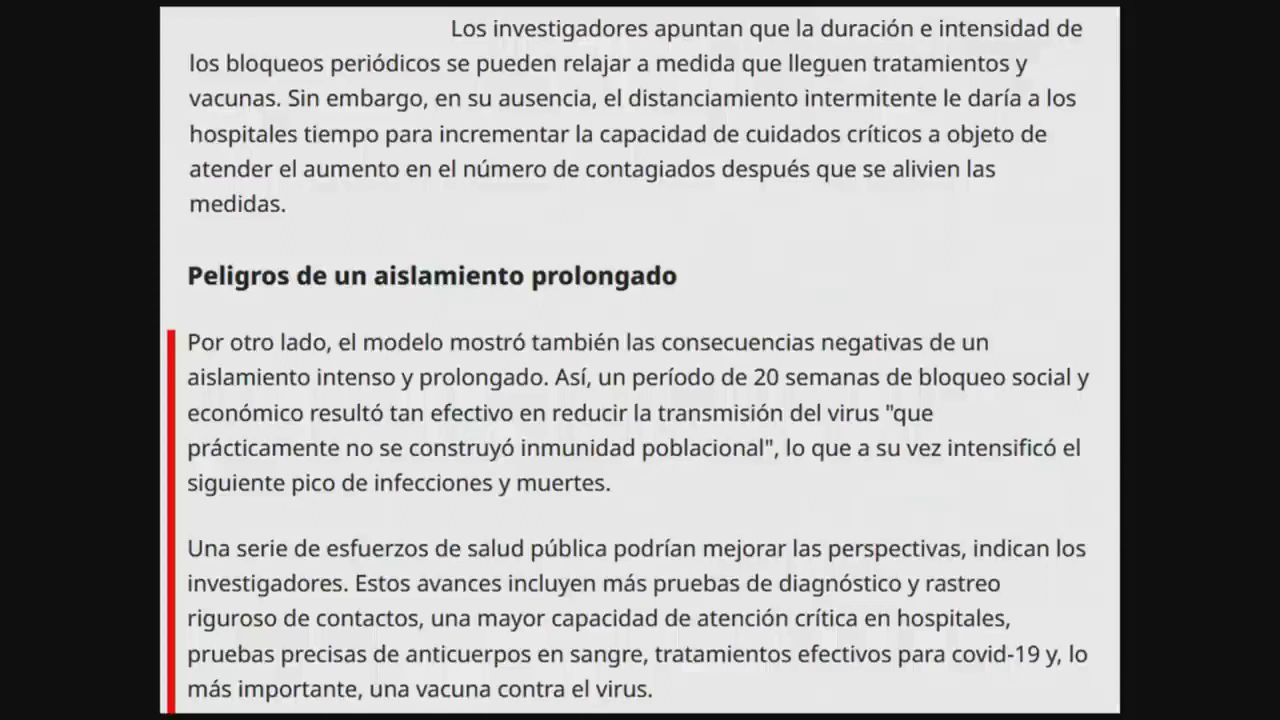 Los investigadores apuntan que la duración e intensidad de
los bloqueos periódicos se pueden relajar a medida que lleguen tratamientos y
vacunas. Sin embargo, en su ausencia, el distanciamiento intermitente le daría a los
hospitales tiempo para incrementar la capacidad de cuidados críticos a objeto de
atender el aumento en el número de contagiados después que se alivien las
medidas.
Peligros de un aislamiento prolongado
Por otro lado, el modelo mostró también las consecuencias negativas de un
aislamiento intenso y prolongado. Así, un período de 20 semanas de bloqueo social y
económico resultó tan efectivo en reducir la transmisión del virus "que
prácticamente no se construyó inmunidad poblacional", lo que a su vez intensificó el
siguiente pico de infecciones y muertes.
Una serie de esfuerzos de salud pública podrían mejorar las perspectivas, indican los
investigadores. Estos avances incluyen más pruebas de diagnóstico y rastreo
riguroso de contactos, una mayor capacidad de atención crítica en hospitales,
pruebas precisas de anticuerpos en sangre, tratamientos efectivos para covid-19 y, lo
más importante, una vacuna contra el virus.